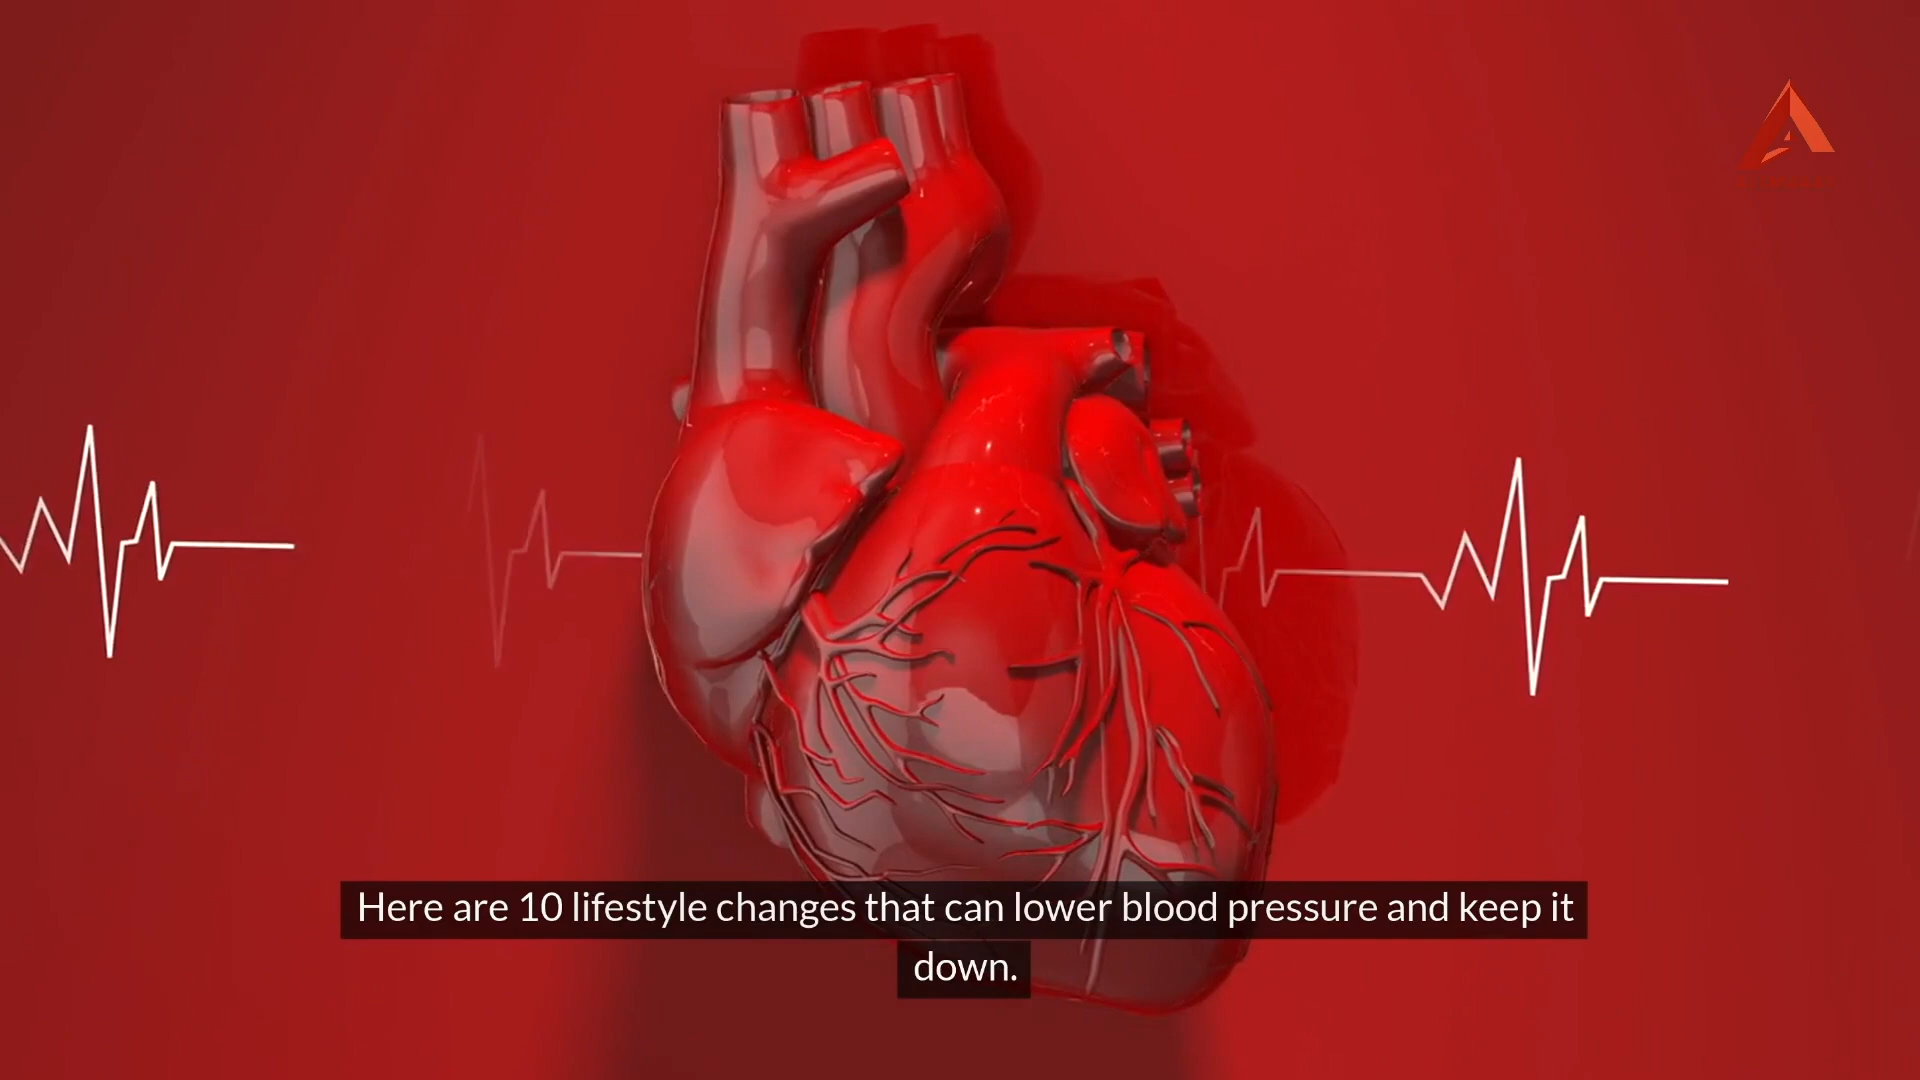 Here are 10 lifestyle changes that can lower blood pressure and keep it
down.